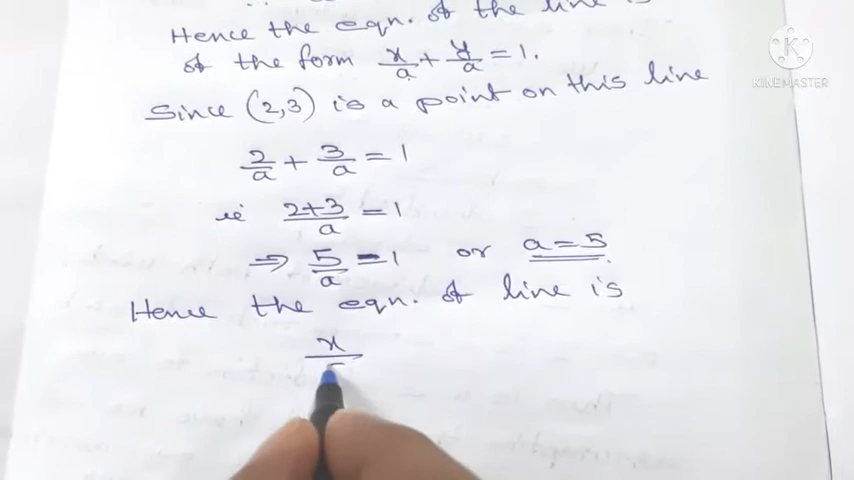 Hence the eqn. of the line is
of the form x/a + y/a = 1.
Since (2,3) is a point on this line
2/a + 3/a = 1
ie 2+3/a = 1
⇒ 5/a = 1 or a = 5
Hence the eqn. of line is
x
K
KINEMASTER